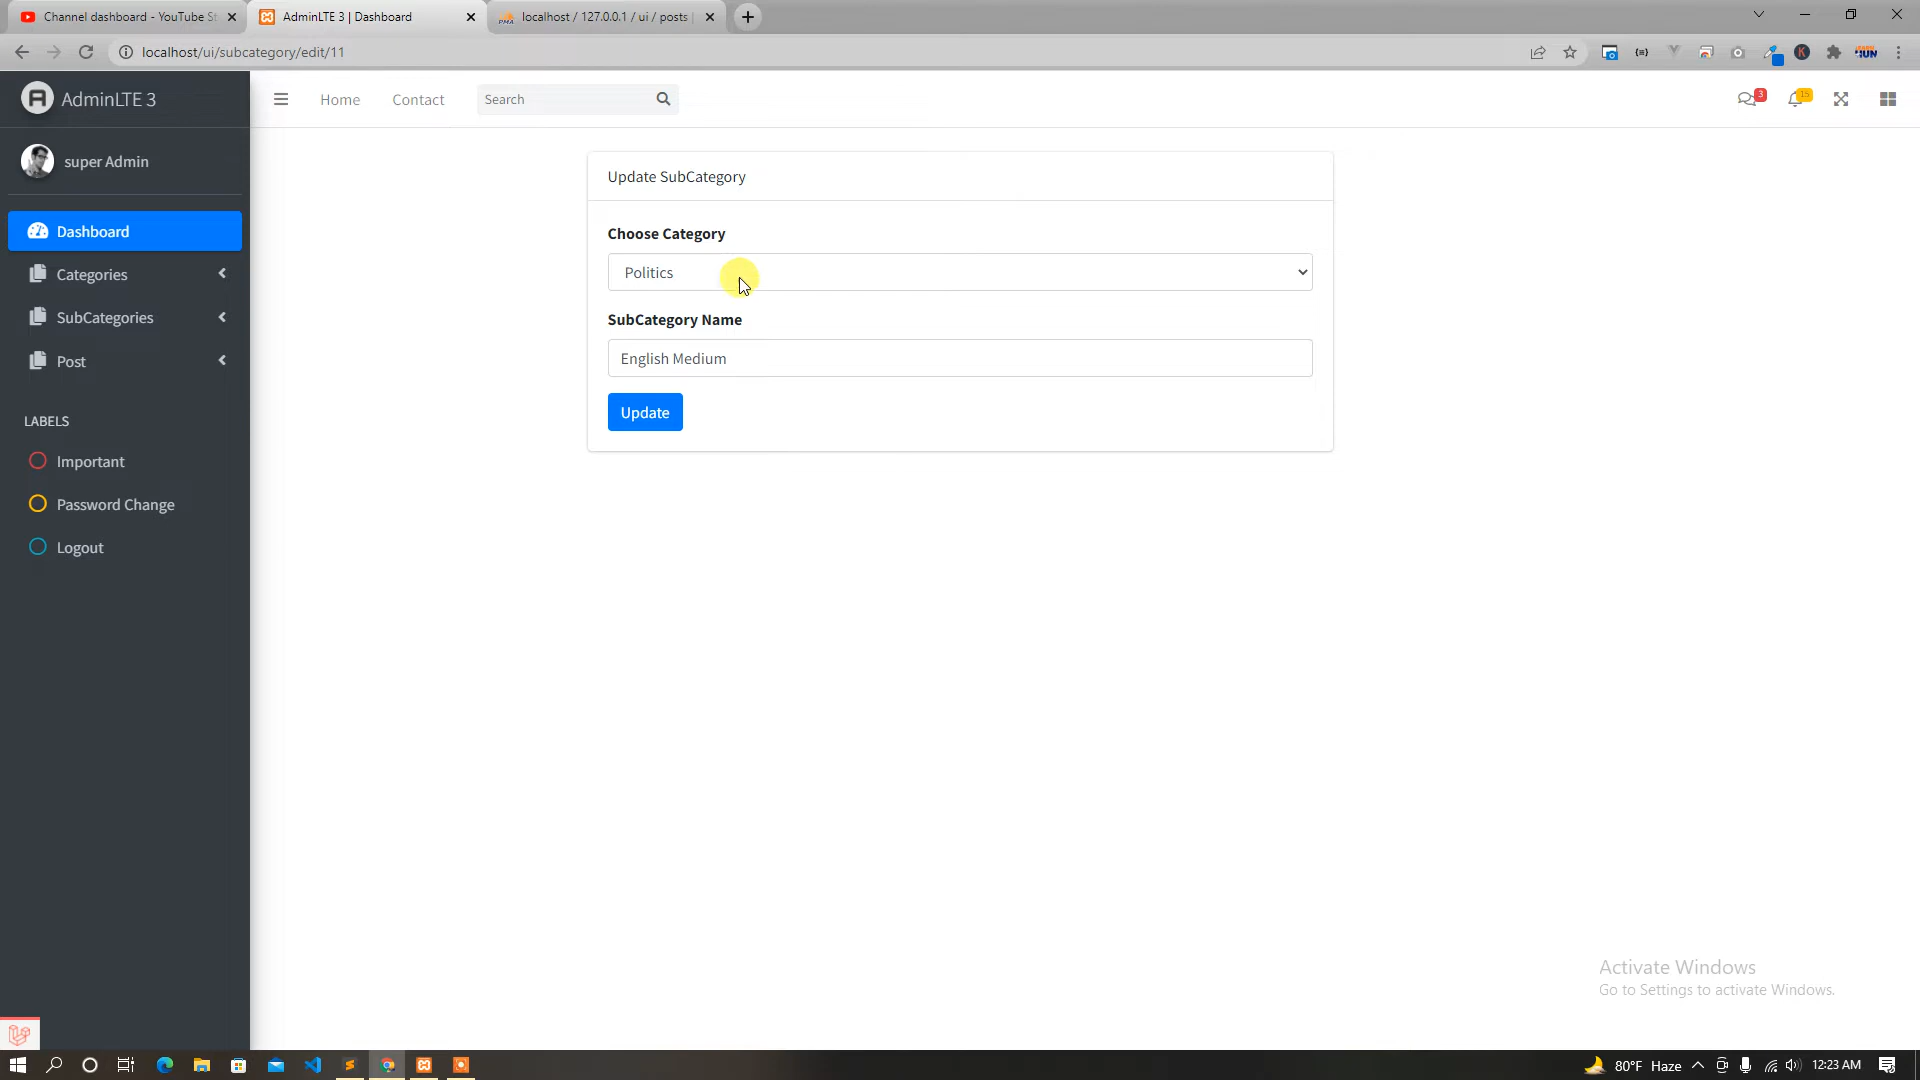 Channel dashboard - YouTube St
AdminLTE 3 | Dashboard
localhost / 127.0.0.1 / ui / posts
localhost/ui/subcategory/edit/11
AdminLTE 3
Home
Contact
Search
3
15
super Admin
Dashboard
Categories
SubCategories
Post
LABELS
Important
Password Change
Logout
Update SubCategory
Choose Category
Politics
SubCategory Name
English Medium
Update
Activate Windows
Go to Settings to activate Windows.
80°F Haze
12:23 AM